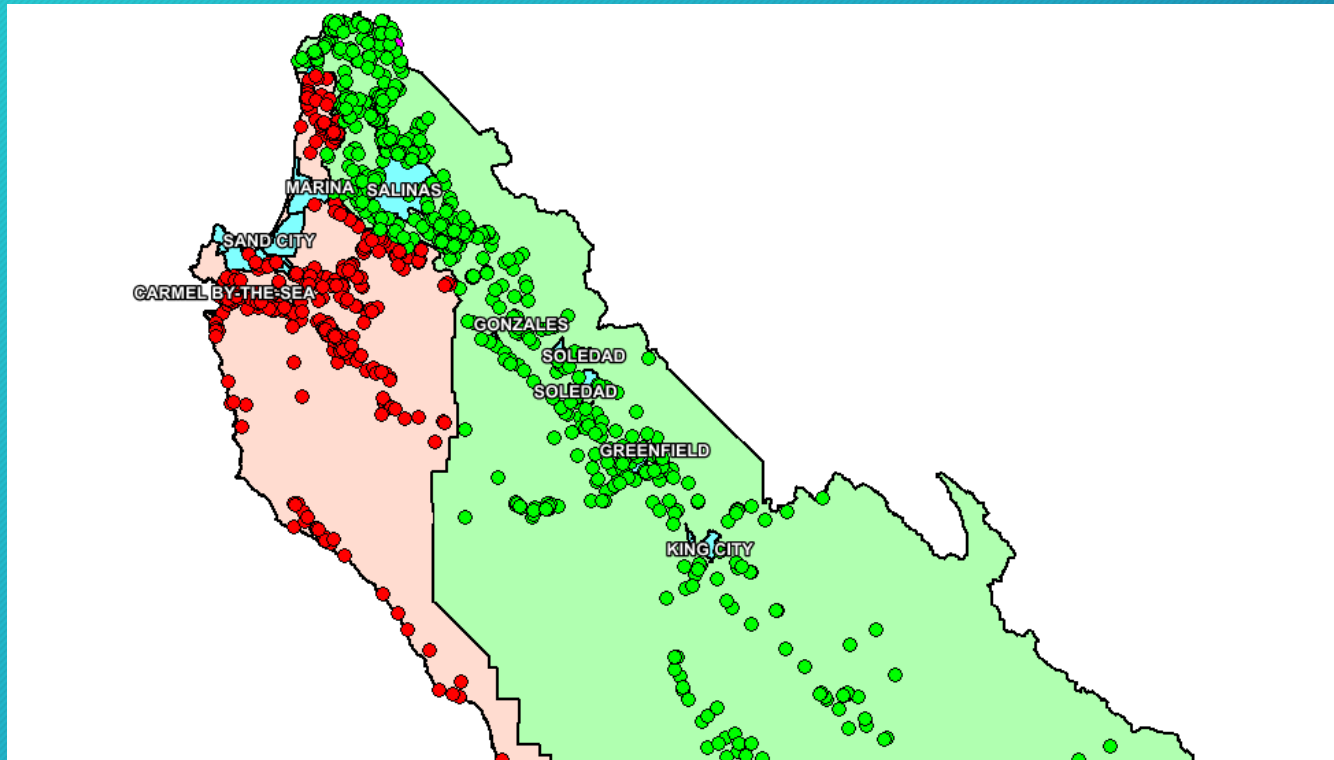 MARINA
SALINAS
SAND CITY
CARMEL BY-THE-SEA
GONZALES
SOLEDAD
SOLEDAD
GREENFIELD
KING CITY